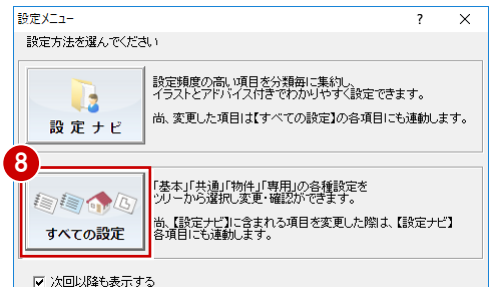 設定メニュー
設定方法を選んでください
設定頻度の高い項目を分類毎に集約し、
イラストとアドバイス付きでわかりやすく設定できます。
尚、変更した項目は【すべての設定】の各項目にも連動します。
設定ナビ
8
「基本」「共通」「物件」「専用」の各種設定を
ツリーから選択し変更・確認ができます。
尚、【設定ナビ】に含まれる項目を変更した際は、【設定ナビ】
各項目にも連動します。
すべての設定
次回以降も表示する